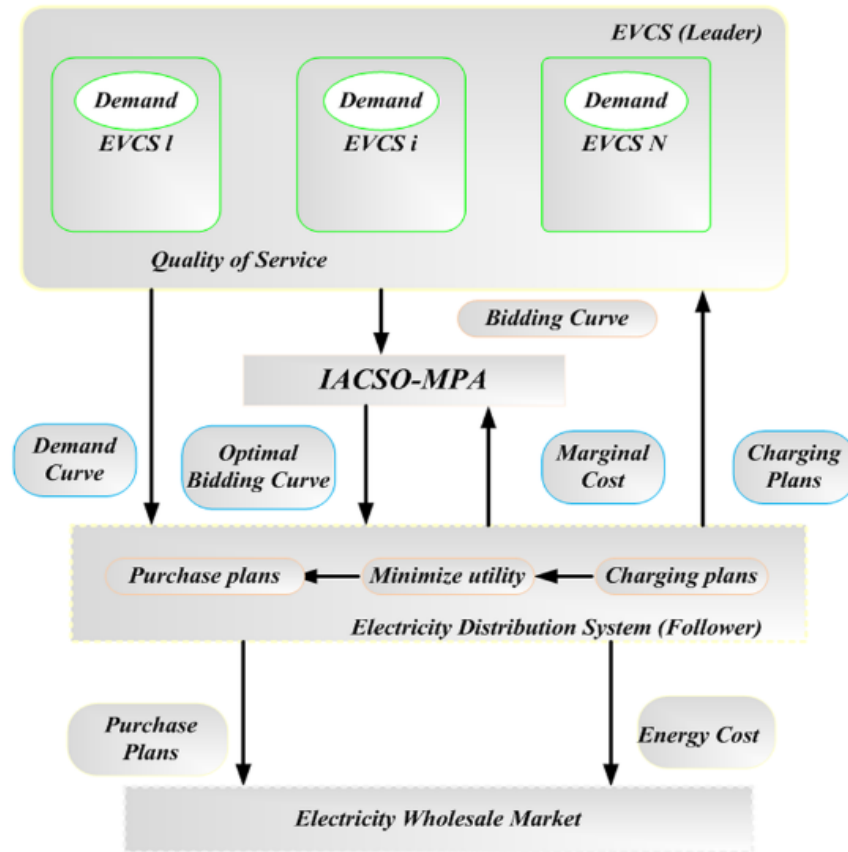 EVCS (Leader)
Demand
EVCS l
Demand
EVCS i
Demand
EVCS N
Quality of Service
Bidding Curve
IACSO-MPA
Demand
Curve
Optimal
Bidding Curve
Marginal
Cost
Charging
Plans
Purchase plans
Minimize utility
Charging plans
Electricity Distribution System (Follower)
Purchase
Plans
Energy Cost
Electricity Wholesale Market